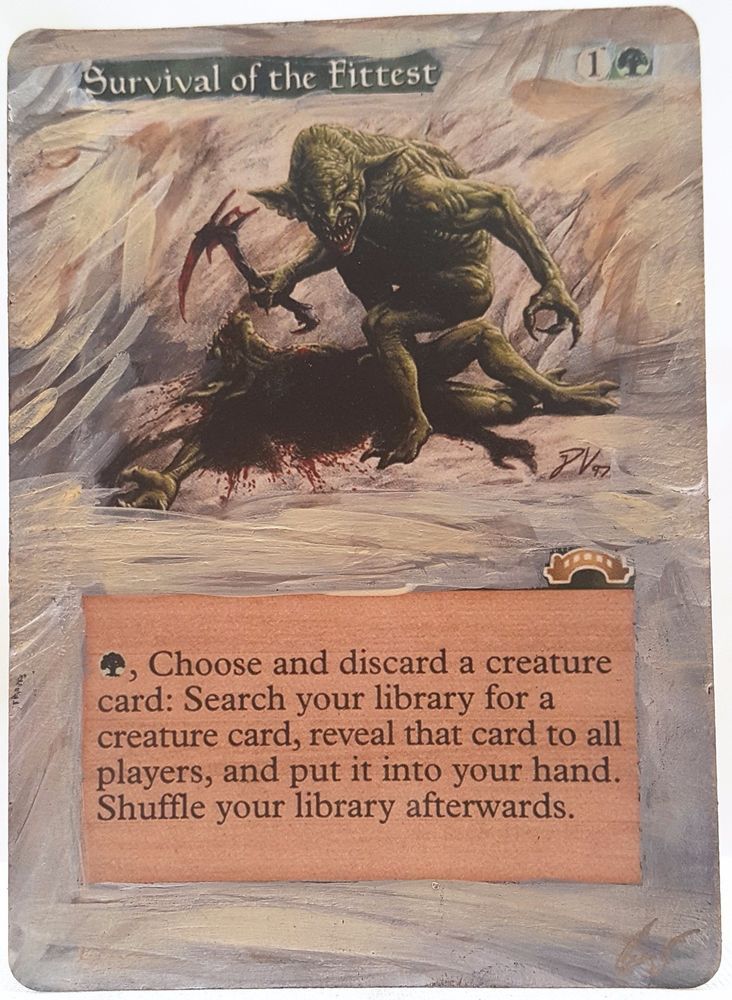 Survival of the Fittest
1
DV97
, Choose and discard a creature
card: Search your library for a
creature card, reveal that card to all
players, and put it into your hand.
Shuffle your library afterwards.